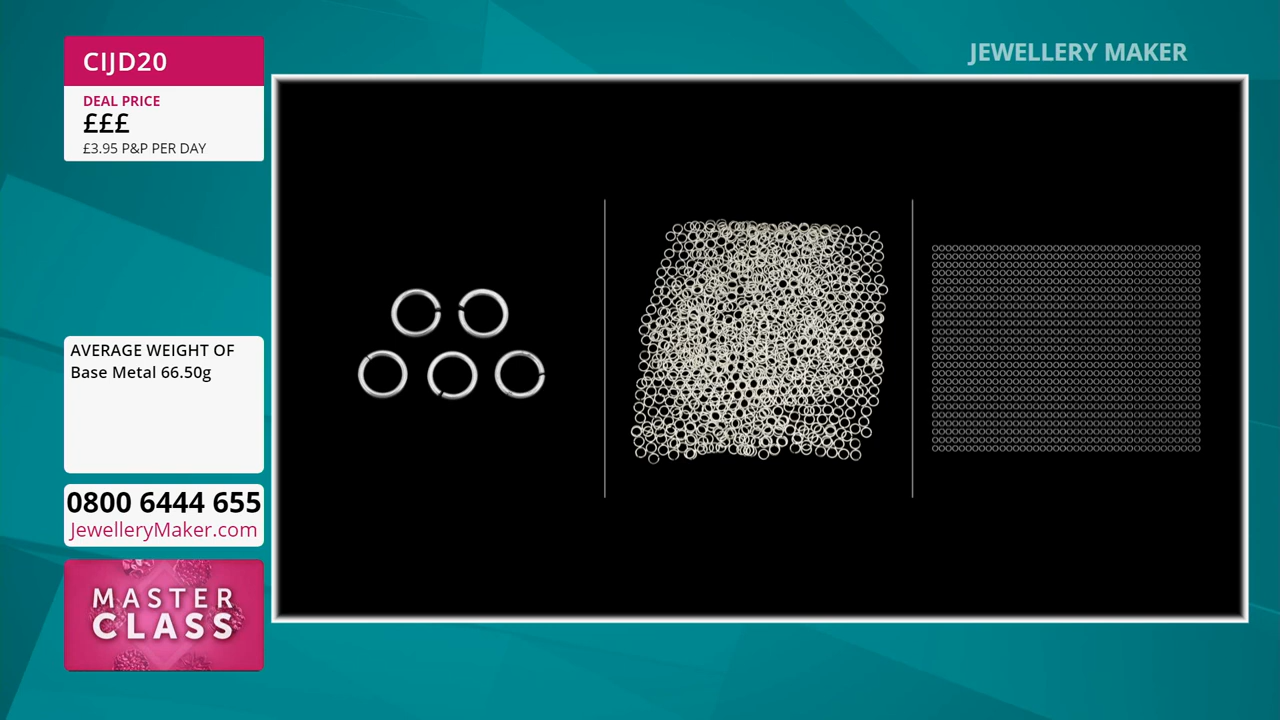 CIJD20
DEAL PRICE
£££
£3.95 P&P PER DAY
JEWELLERY MAKER
AVERAGE WEIGHT OF
Base Metal 66.50g
0800 6444 655
JewelleryMaker.com
MASTER
CLASS